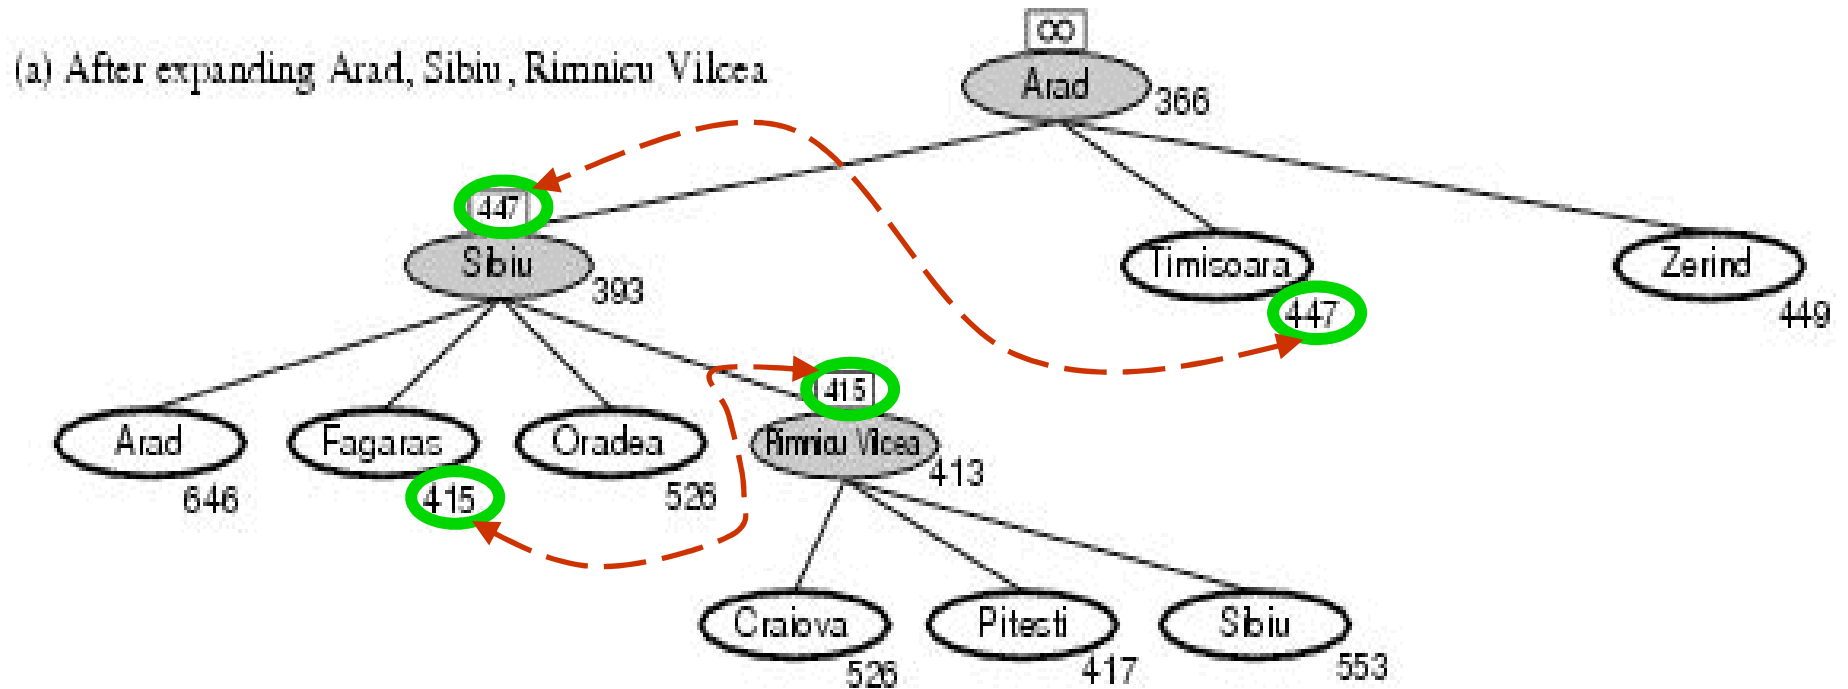 ∞
(a) After expanding Arad, Sibiu, Rimnicu Vilcea
Arad
366
447
Sibiu
393
Timisoara
447
Zerind
449
415
Arad
646
Fagaras
415
Oradea
526
Rimnicu Vilcea
413
Craiova
526
Pitesti
417
Sibiu
553